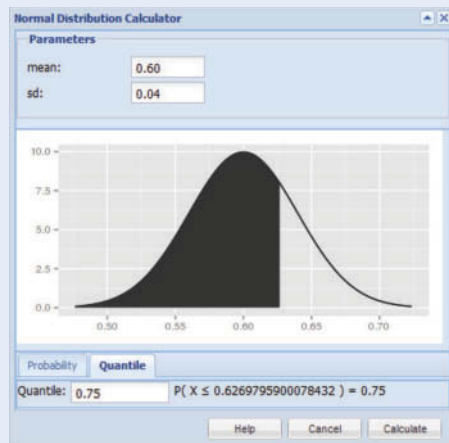 Normal Distribution Calculator
Parameters
mean: 0.60
sd: 0.04
10.0
7.5
5.0
2.5
0.0
0.50 0.55 0.60 0.65 0.70
Probability Quantile
Quantile: 0.75 P( X ≤ 0.6269795900078432 ) = 0.75
Help Cancel Calculate